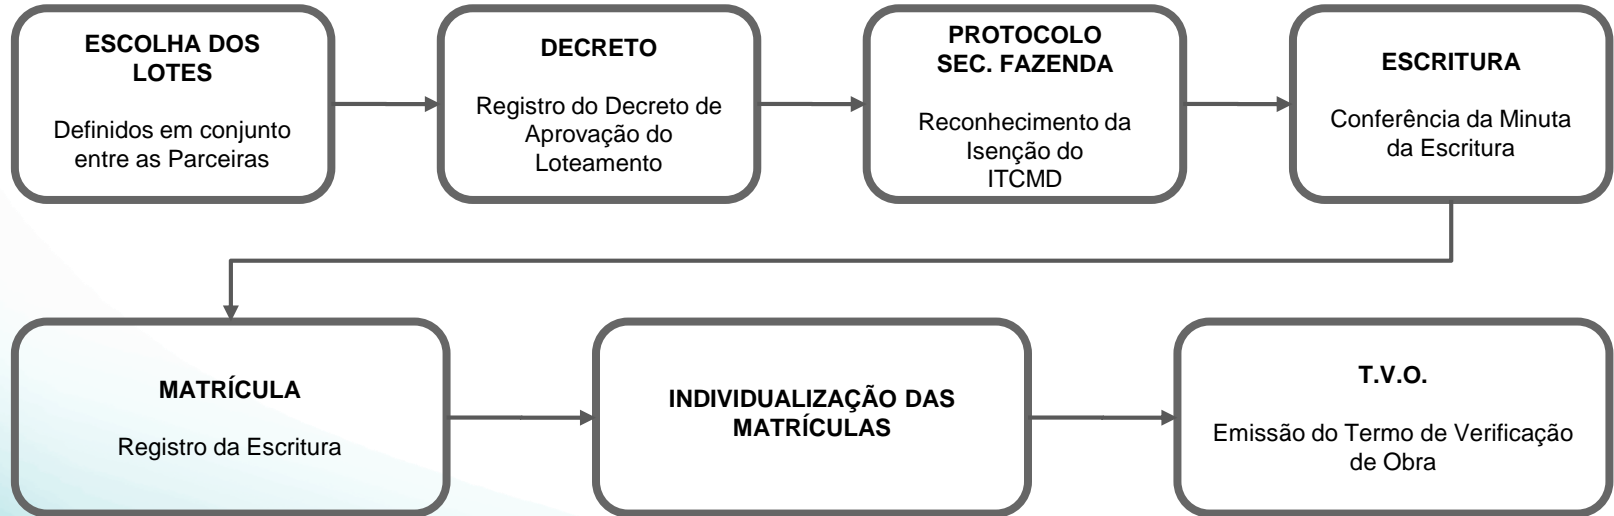 ESCOLHA DOS
LOTES
Definidos em conjunto
entre as Parceiras
DECRETO
Registro do Decreto de
Aprovação do
Loteamento
PROTOCOLO
SEC. FAZENDA
Reconhecimento da
Isenção do
ITCMD
ESCRITURA
Conferência da Minuta
da Escritura
MATRÍCULA
Registro da Escritura
INDIVIDUALIZAÇÃO DAS
MATRÍCULAS
T.V.O.
Emissão do Termo de Verificação
de Obra